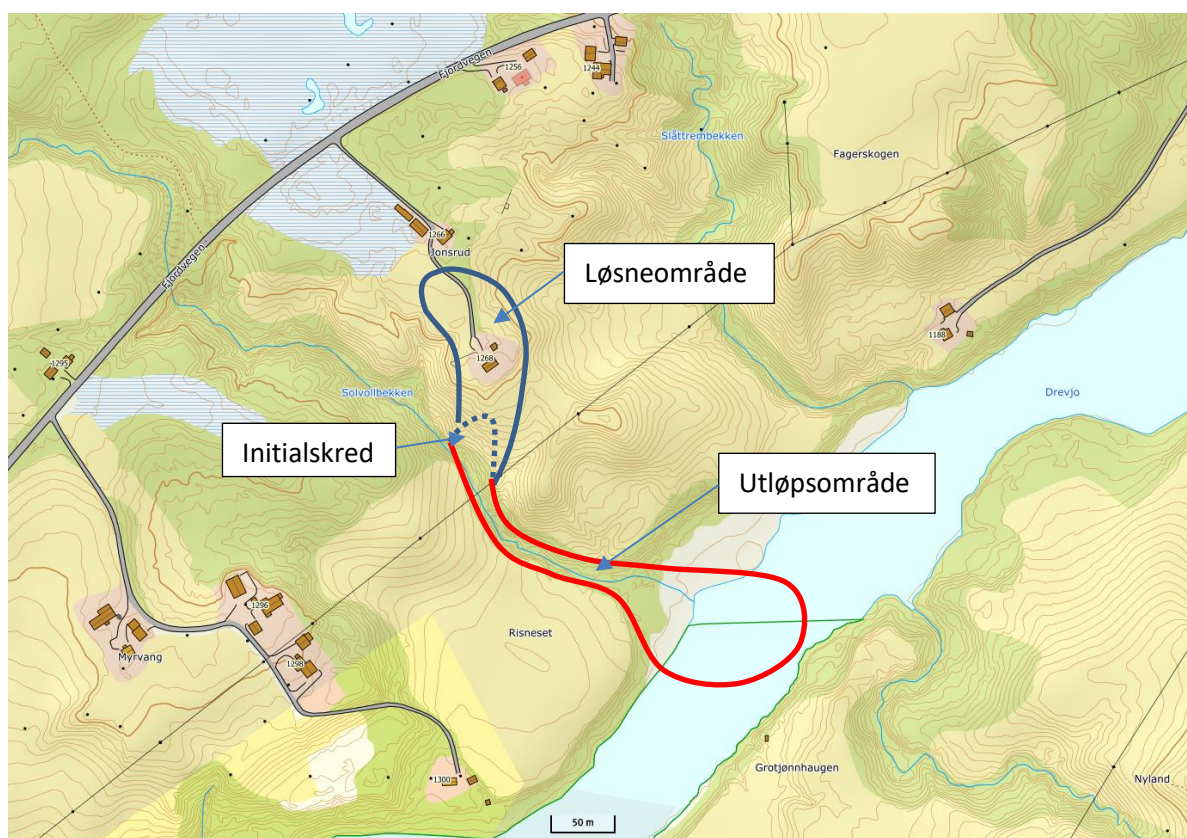 Fjordvegen
1256
1244
Slåttrembekken
Fagerskogen
1266
Jonsrud
Fjordvegen
Løsneområde
1188
1268
1295
Solvollbekken
Drevjo
Initialskred
Utløpsområde
1296
Risneset
Myrvang
1298
1300
Grotjønnhaugen
Nyland
50 m